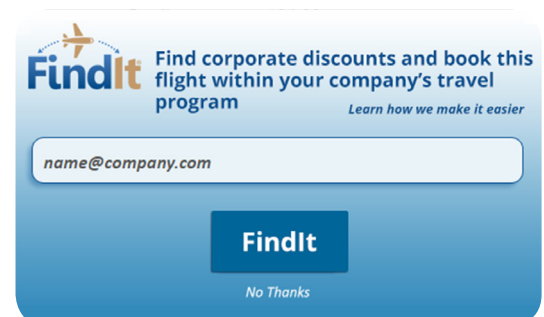 FindIt
Find corporate discounts and book this
flight within your company's travel
program
Learn how we make it easier
name@company.com
FindIt
No Thanks